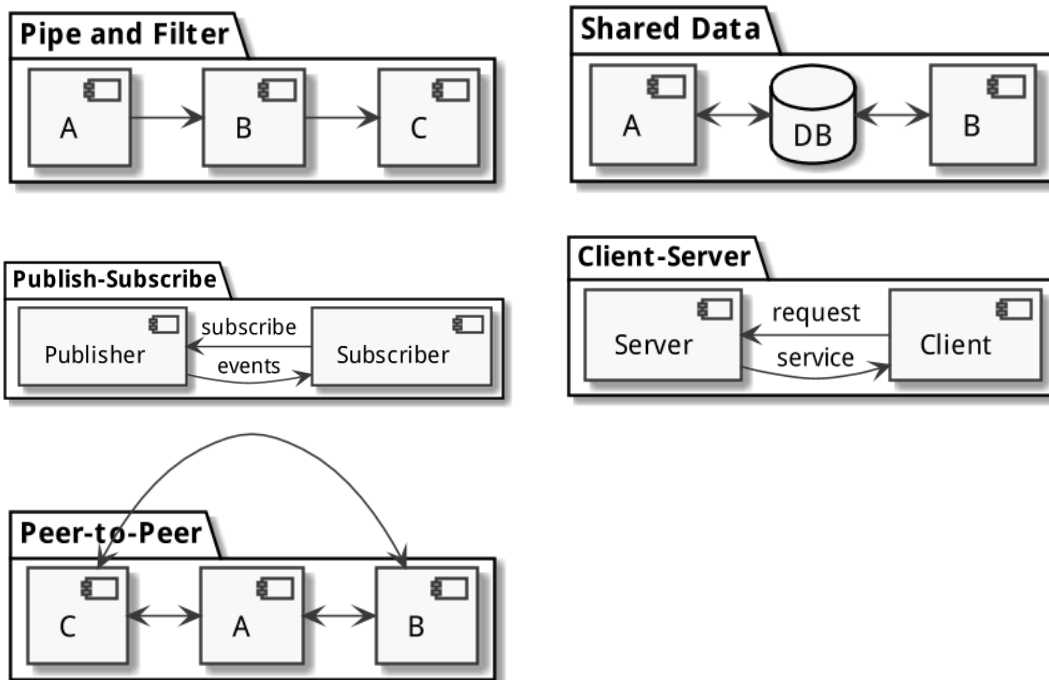 Pipe and Filter
A
B
C
Shared Data
A
DB
B
Publish-Subscribe
Publisher
subscribe
events
Subscriber
Client-Server
Server
request
service
Client
Peer-to-Peer
C
A
B